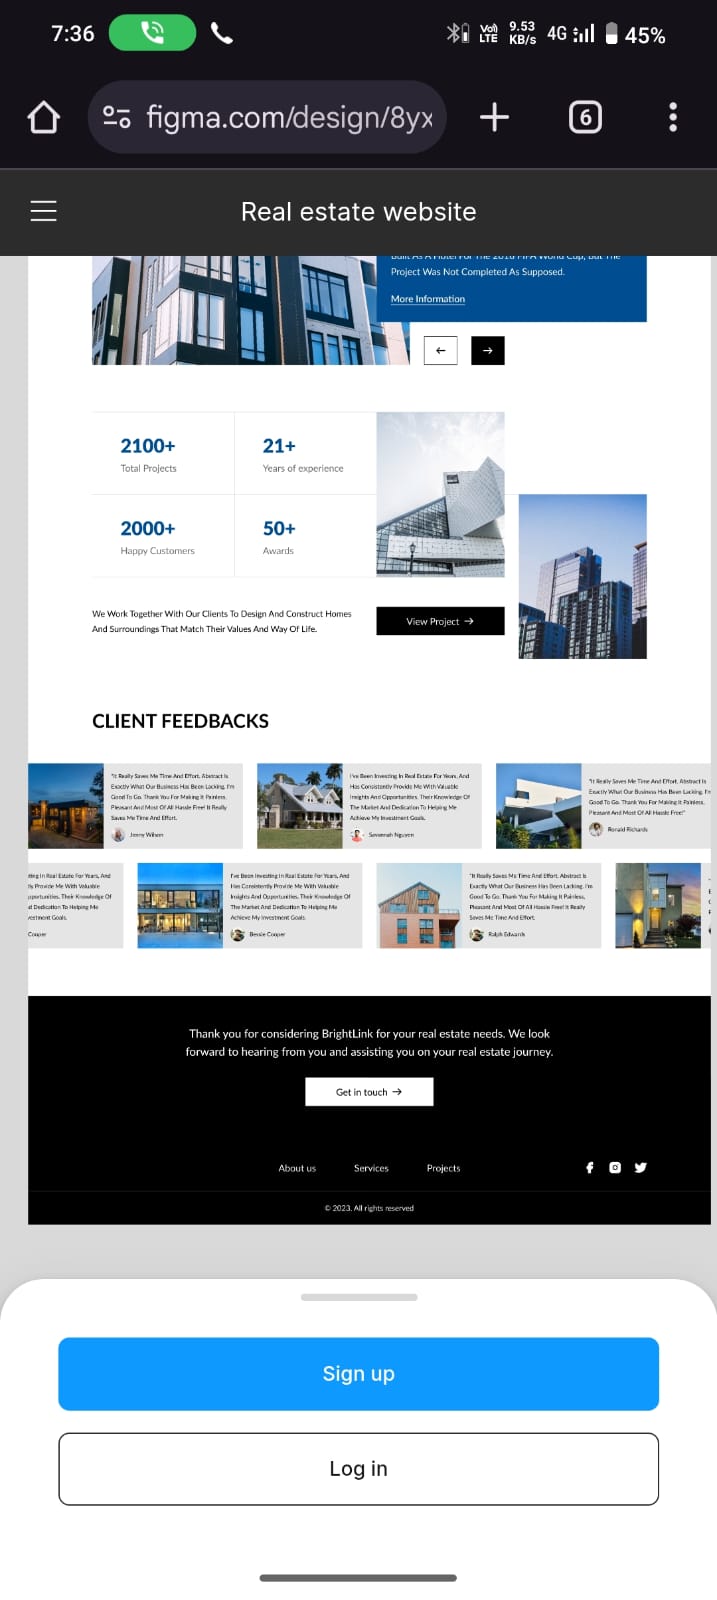 7:36
Vo)) LTE
9.53 KB/s
4G
45%
figma.com/design/8yx
6
Real estate website
Built As A Hotel For The 2018 FIFA World Cup, But The
Project Was Not Completed As Supposed.
More Information
2100+
Total Projects
21+
Years of experience
2000+
Happy Customers
50+
Awards
We Work Together With Our Clients To Design And Construct Homes
And Surroundings That Match Their Values And Way Of Life.
View Project →
CLIENT FEEDBACKS
"It Really Saves Me Time And Effort. Abstract Is
Exactly What Our Business Has Been Lacking. I'm
Good To Go. Thank You For Making It Painless,
Pleasant And Most Of All Hassle Free! It Really
Saves Me Time And Effort.
Jenny Wilson
I've Been Investing In Real Estate For Years, And
Has Consistently Provide Me With Valuable
Insights And Opportunities. Their Knowledge Of
The Market And Dedication To Helping Me
Achieve My Investment Goals.
Savannah Nguyen
"It Really Saves Me Time And Effort. Abstract Is
Exactly What Our Business Has Been Lacking. I'm
Good To Go. Thank You For Making It Painless,
Pleasant And Most Of All Hassle Free!"
Ronald Richards
ting In Real Estate For Years, And
ly Provide Me With Valuable
pportunities. Their Knowledge Of
d Dedication To Helping Me
vestment Goals.
Cooper
I've Been Investing In Real Estate For Years, And
Has Consistently Provide Me With Valuable
Insights And Opportunities. Their Knowledge Of
The Market And Dedication To Helping Me
Achieve My Investment Goals.
Bessie Cooper
"It Really Saves Me Time And Effort. Abstract Is
Exactly What Our Business Has Been Lacking. I'm
Good To Go. Thank You For Making It Painless,
Pleasant And Most Of All Hassle Free! It Really
Saves Me Time And Effort.
Ralph Edwards
Thank you for considering BrightLink for your real estate needs. We look
forward to hearing from you and assisting you on your real estate journey.
Get in touch →
About us
Services
Projects
© 2023. All rights reserved
Sign up
Log in